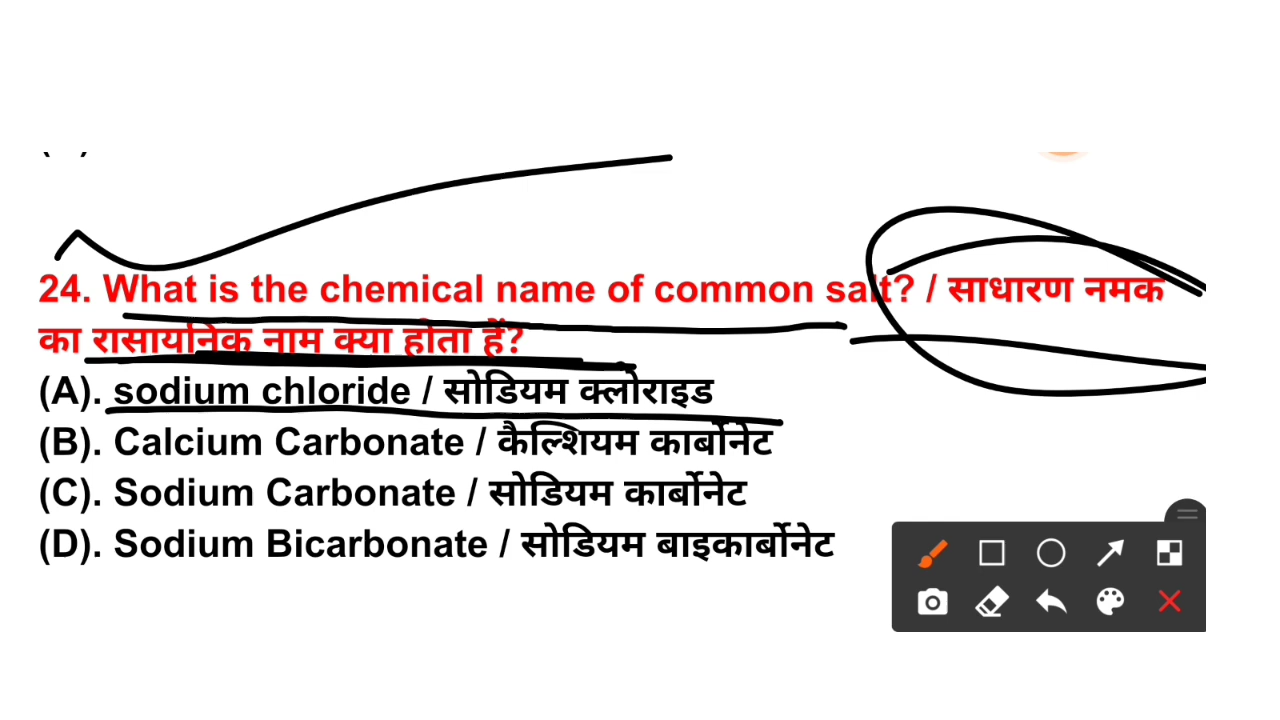 24. What is the chemical name of common salt? / साधारण नमक
का रासायनिक नाम क्या होता हैं?
(A). sodium chloride / सोडियम क्लोराइड
(B). Calcium Carbonate / कैल्शियम कार्बोनेट
(C). Sodium Carbonate / सोडियम कार्बोनेट
(D). Sodium Bicarbonate / सोडियम बाइकार्बोनेट